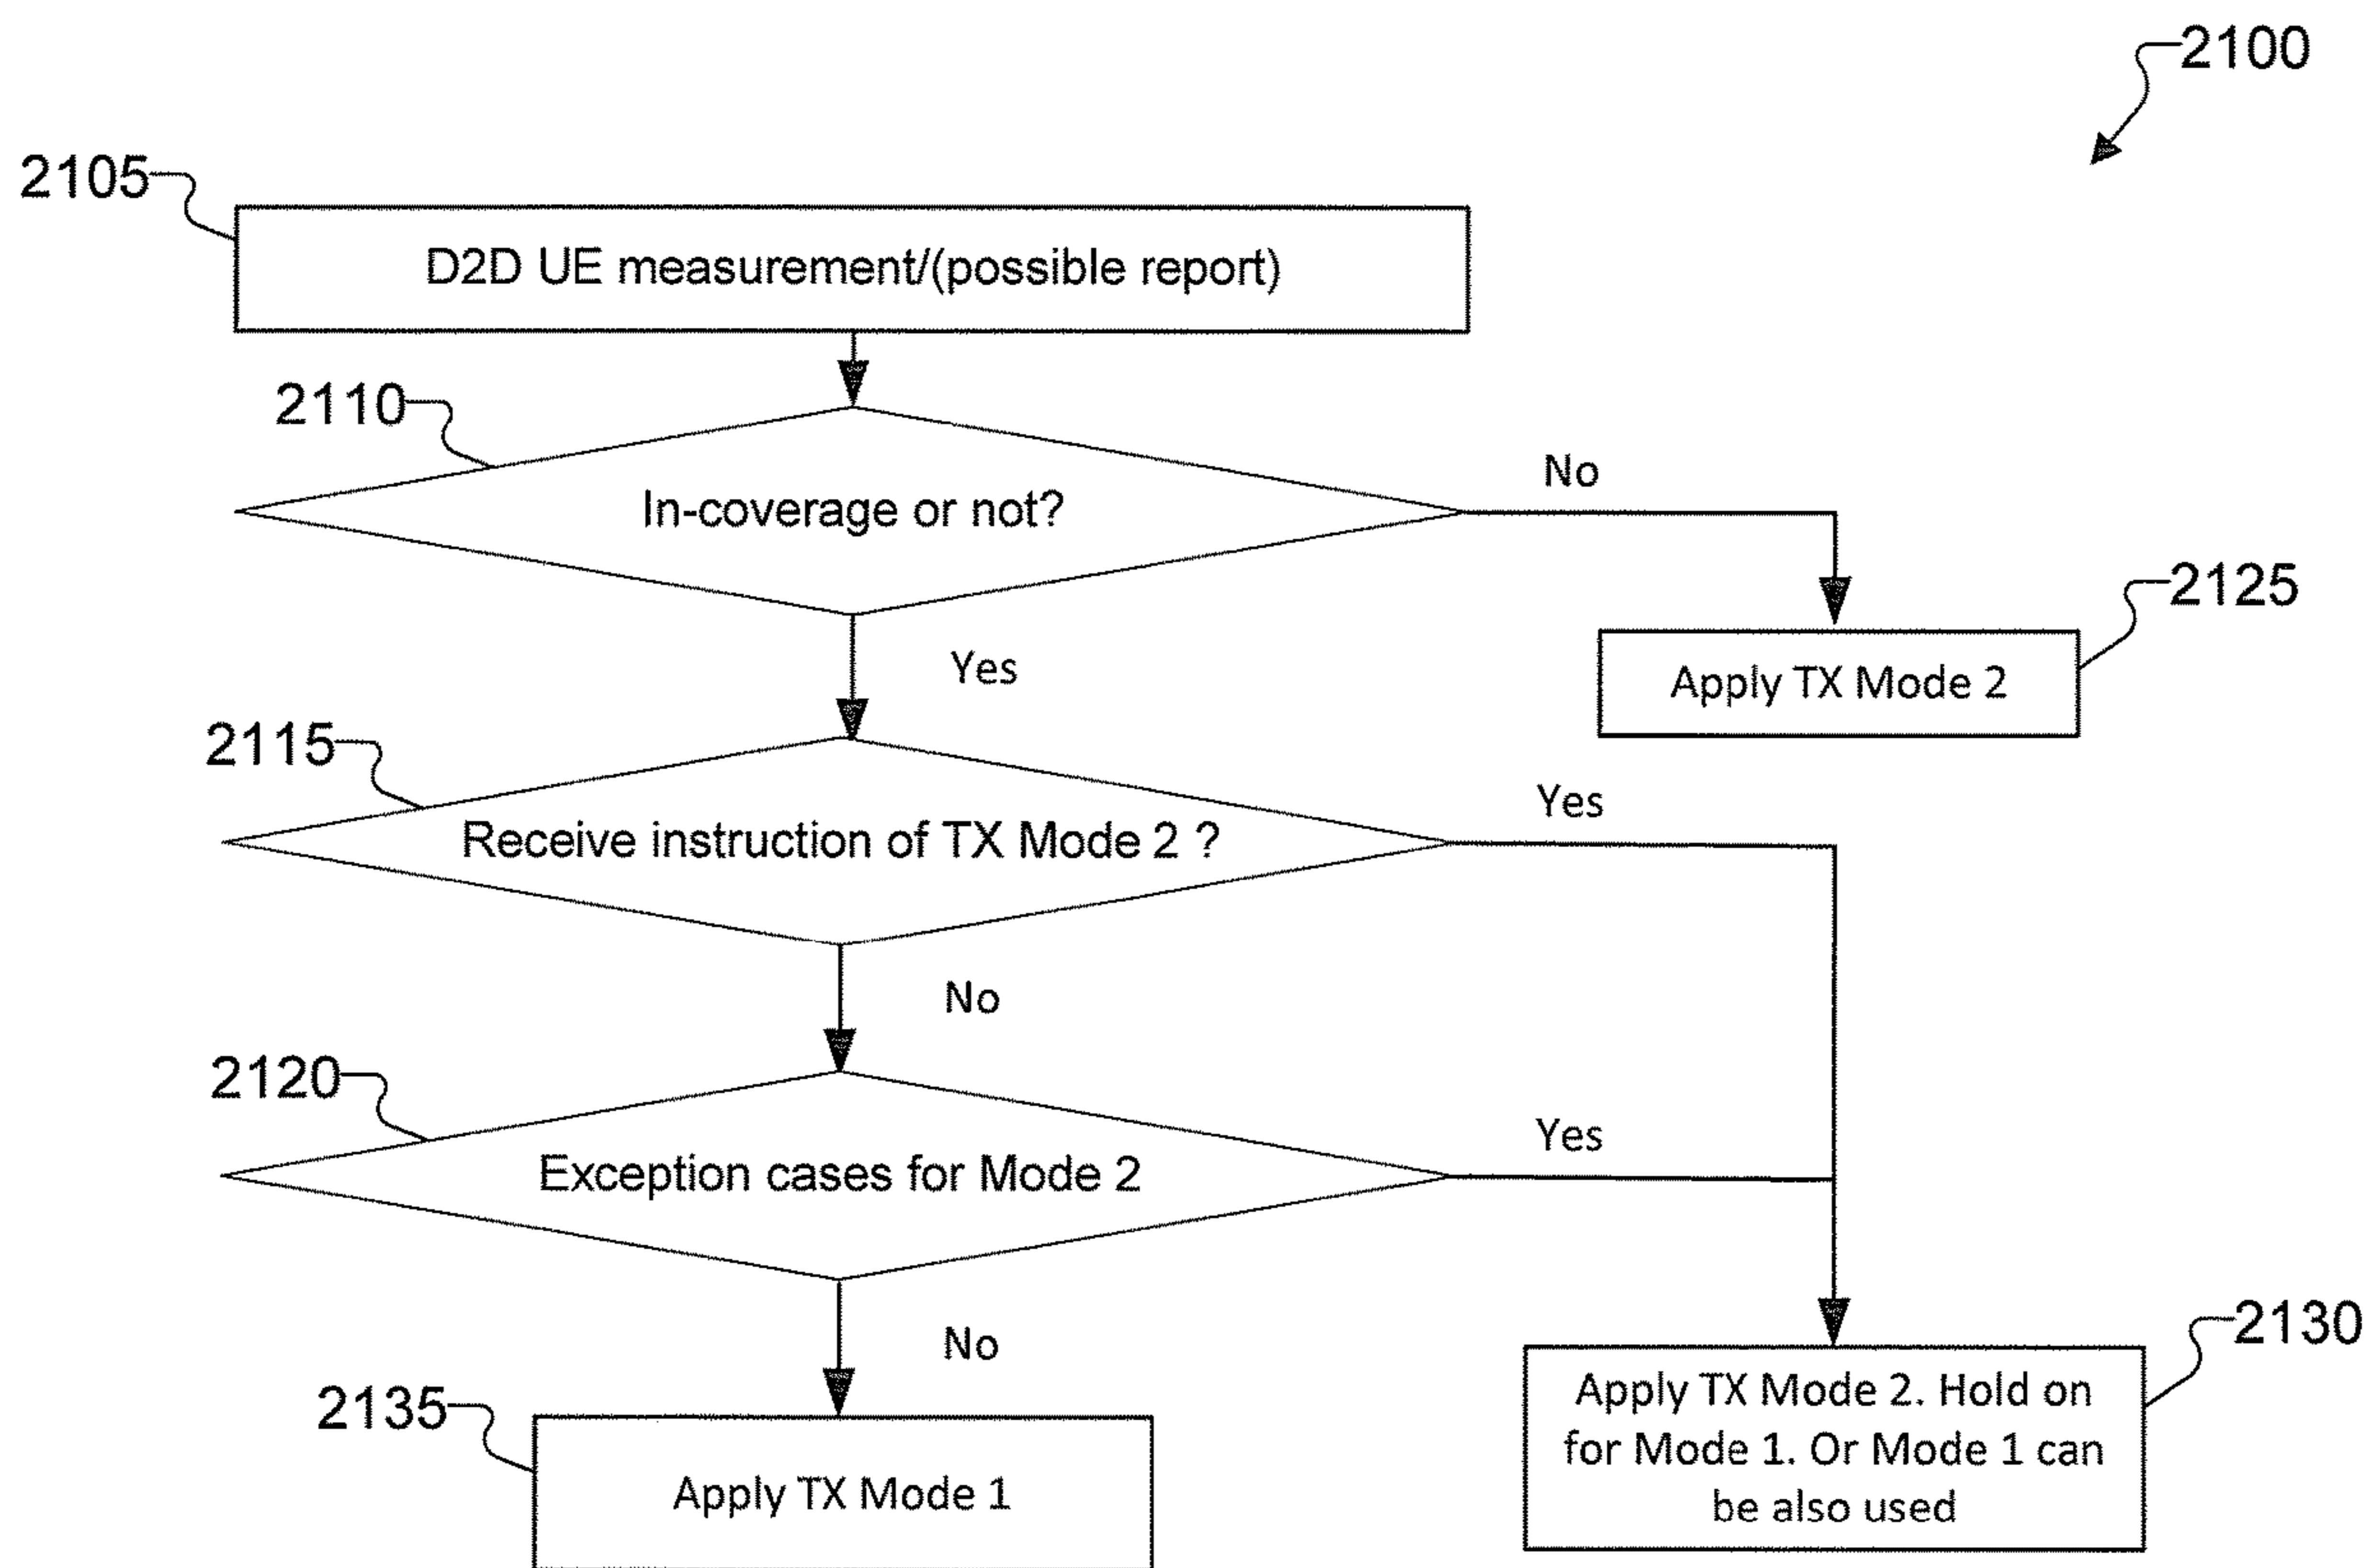 2100
2105
D2D UE measurement/(possible report)
2110
In-coverage or not?
No
2125
Apply TX Mode 2
Yes
2115
Receive instruction of TX Mode 2 ?
Yes
No
2120
Exception cases for Mode 2
Yes
No
2130
Apply TX Mode 2. Hold on
for Mode 1. Or Mode 1 can
be also used
2135
Apply TX Mode 1